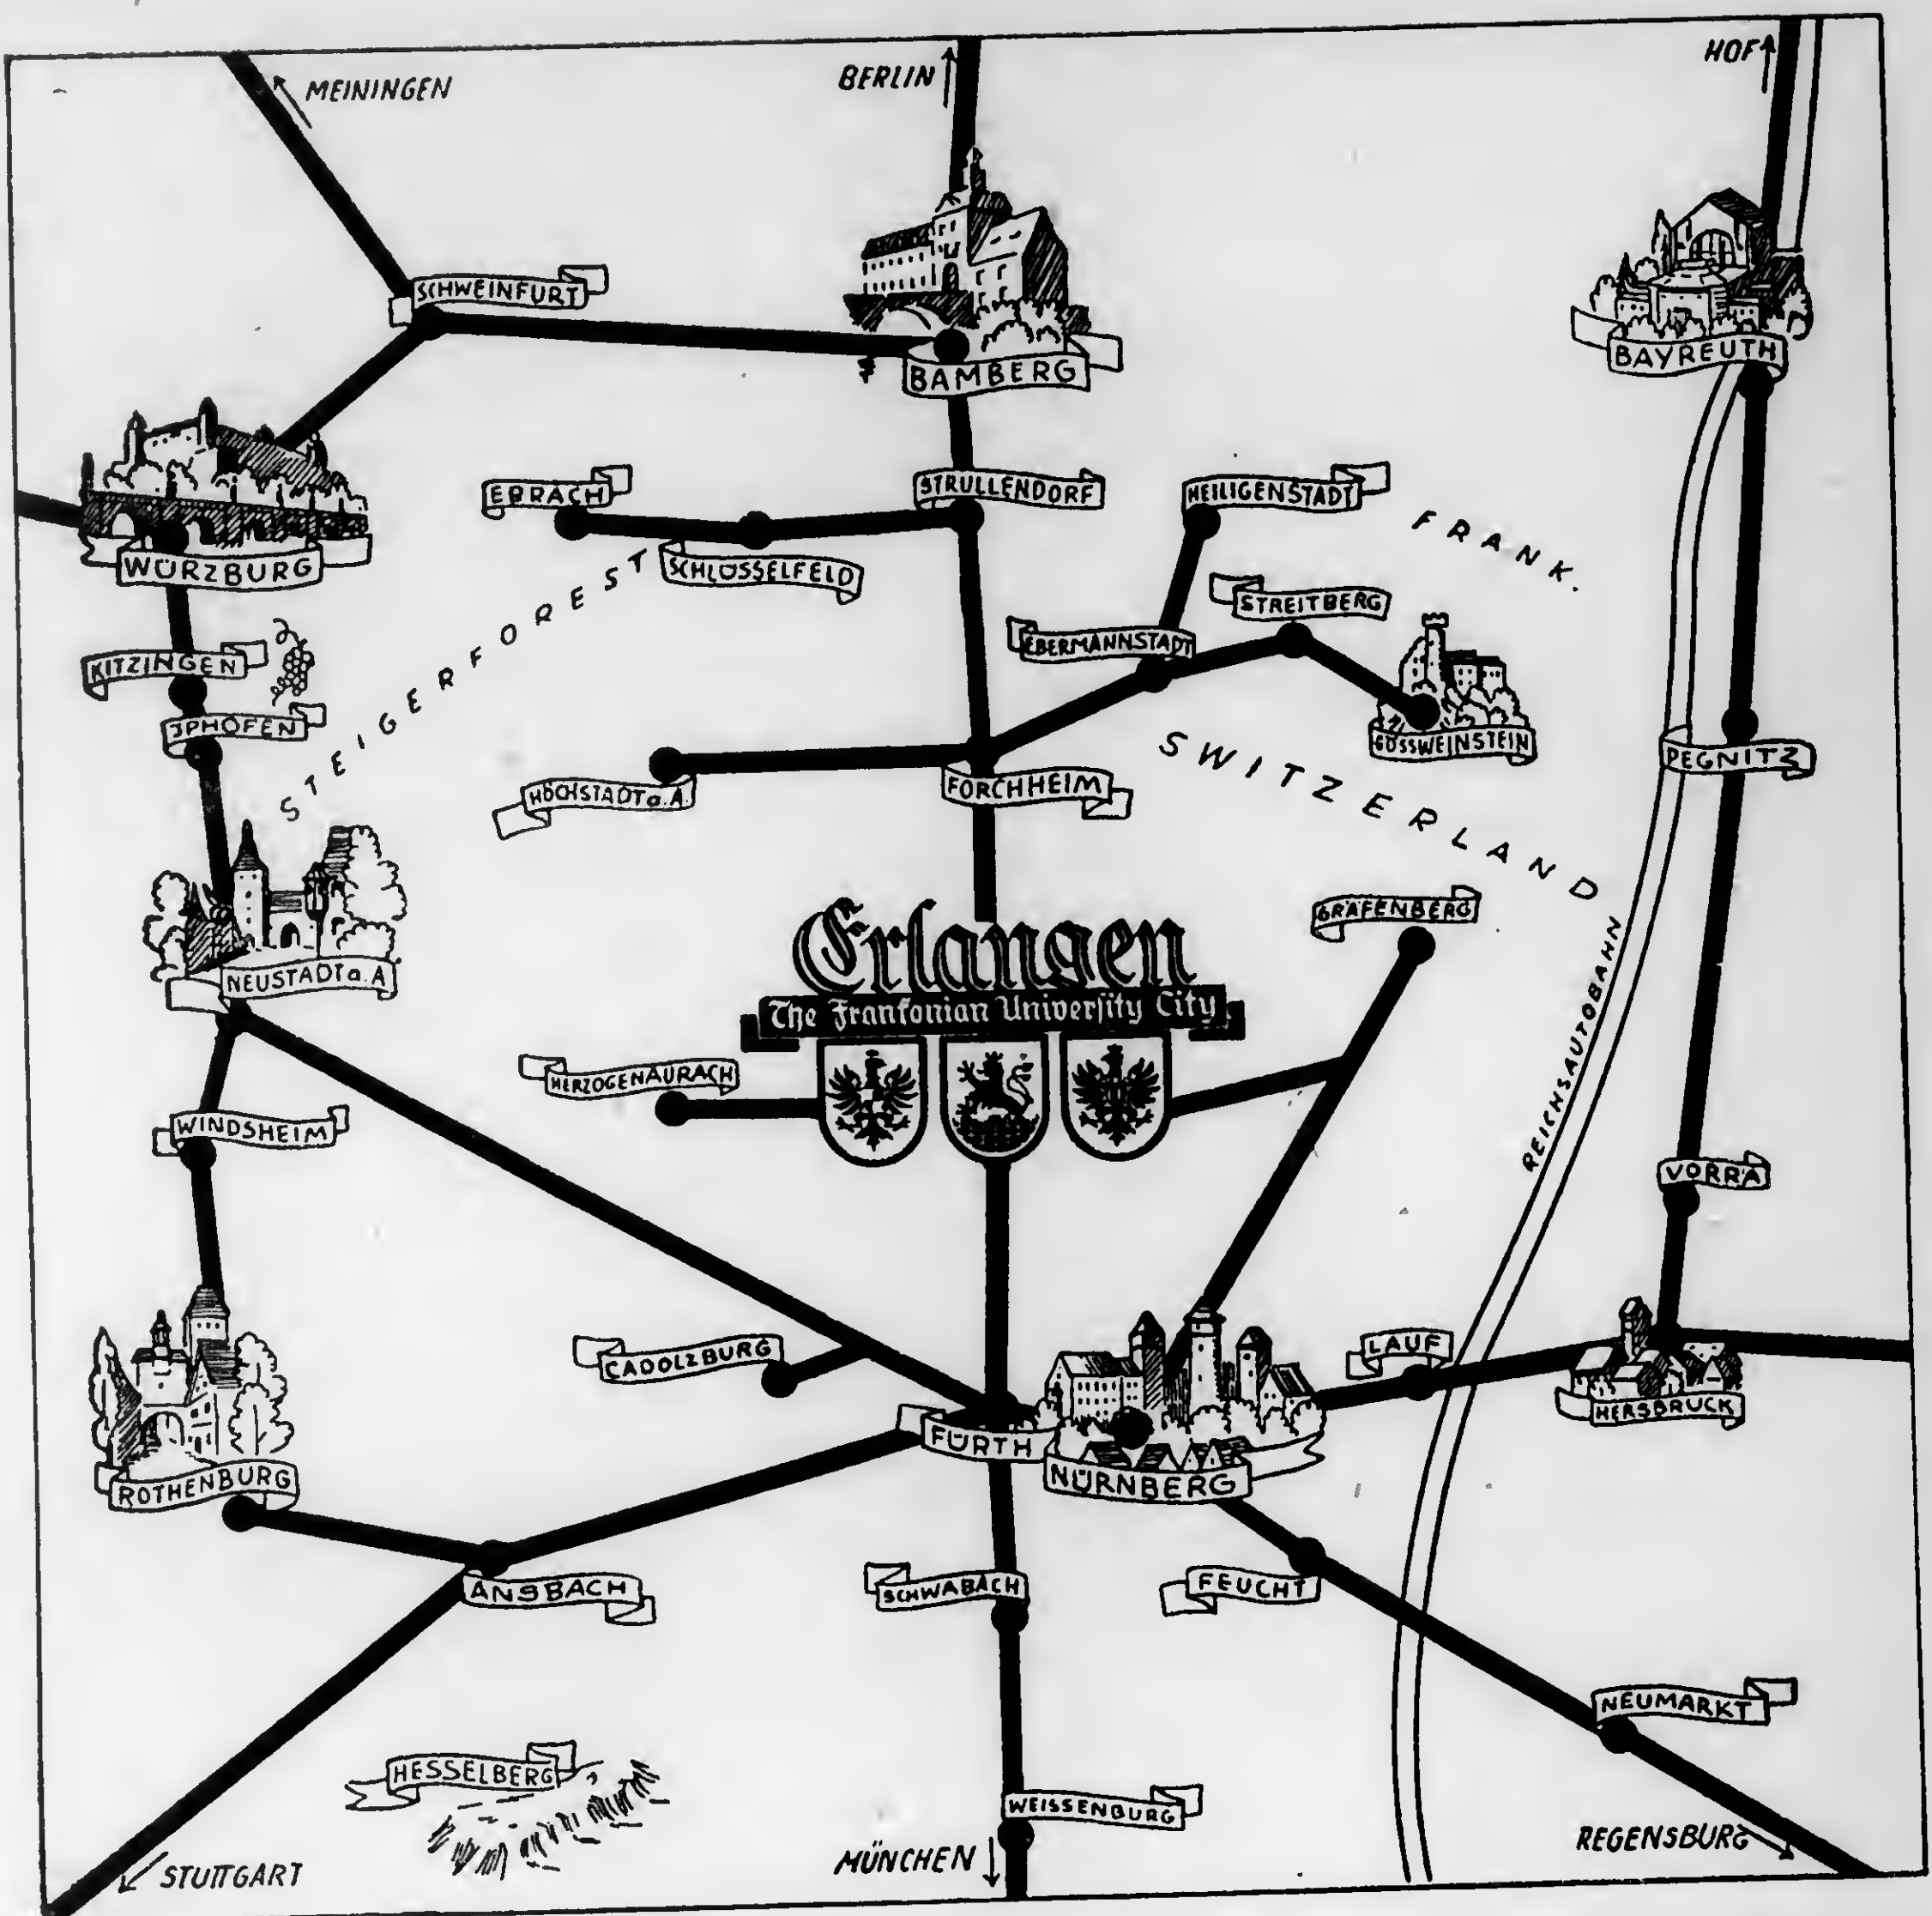 MEININGEN
BERLIN
HOF
SCHWEINFURT
BAMBERG
BAYREUTH
WÜRZBURG
EBRACH
STRULLENDORF
HEILIGENSTADT
FRANK.
SCHLÜSSELFELD
STEIGERFOREST
STREITBERG
EBERMANNSTADT
KITZINGEN
JPHOFEN
GÖSSWEINSTEIN
SWITZERLAND
PEGNITZ
HÖCHSTADT a. A.
FORCHHEIM
GRÄFENBERG
NEUSTADT a. A
Erlangen
The Frankonian University City
REICHSAUTOBAHN
HERZOGENAURACH
WINDSHEIM
VORRA
CADOLZBURG
LAUF
HERSBRUCK
FÜRTH
NÜRNBERG
ROTHENBURG
ANSBACH
SCHWABACH
FEUCHT
NEUMARKT
HESSELBERG
WEISSENBURG
STUTTGART
MÜNCHEN
REGENSBURG